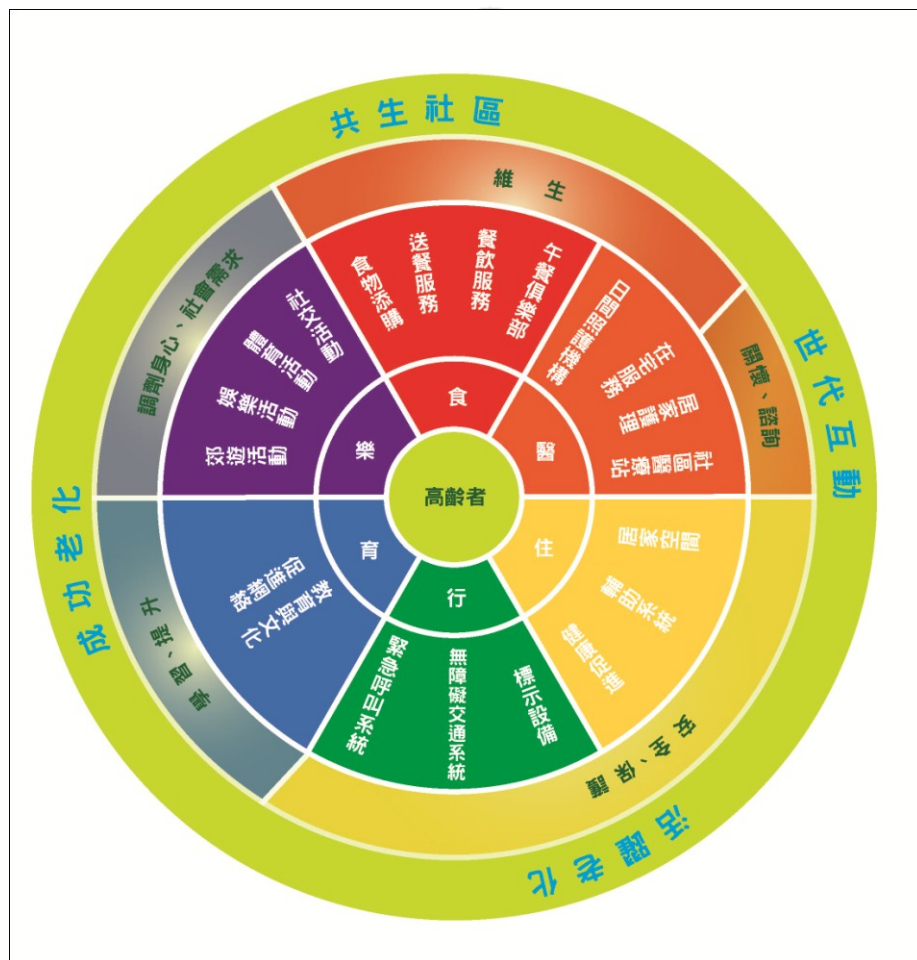 共生社區
世代互動
活躍老化
成功老化
維生
關懷、諮詢
安全、保護
學習、提升
調劑身心、社會需求
食物添購
送餐服務
餐飲服務
午餐俱樂部
日間照護機構
在宅服務
居家護理
社區醫療站
居家空間
輔助系統
健康促進
標示設備
無障礙交通系統
緊急呼叫系統
教育與文化
促進網絡
郊遊活動
娛樂活動
體育活動
社交活動
食
醫
住
行
育
樂
高齡者